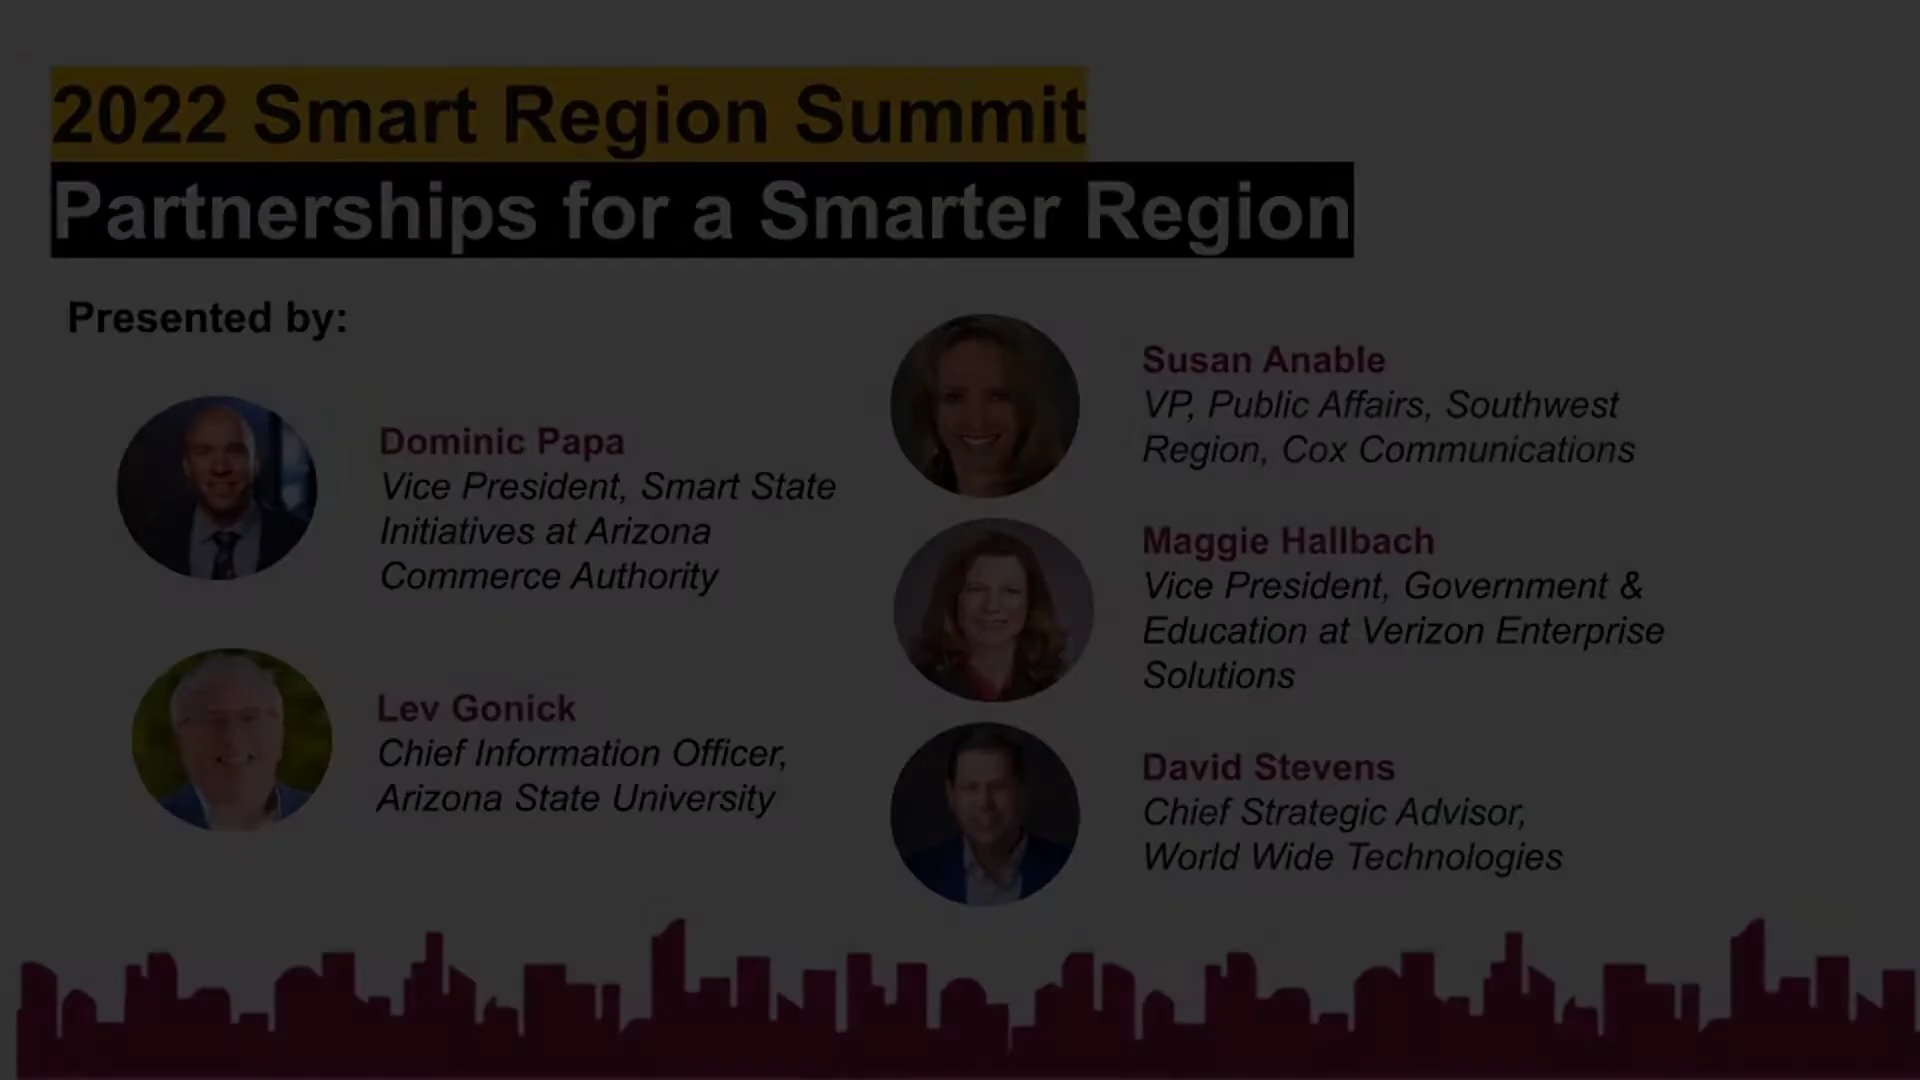 2022 Smart Region Summit
Partnerships for a Smarter Region
Presented by:
Dominic Papa
Vice President, Smart State
Initiatives at Arizona
Commerce Authority
Lev Gonick
Chief Information Officer,
Arizona State University
Susan Anable
VP, Public Affairs, Southwest
Region, Cox Communications
Maggie Hallbach
Vice President, Government &
Education at Verizon Enterprise
Solutions
David Stevens
Chief Strategic Advisor,
World Wide Technologies